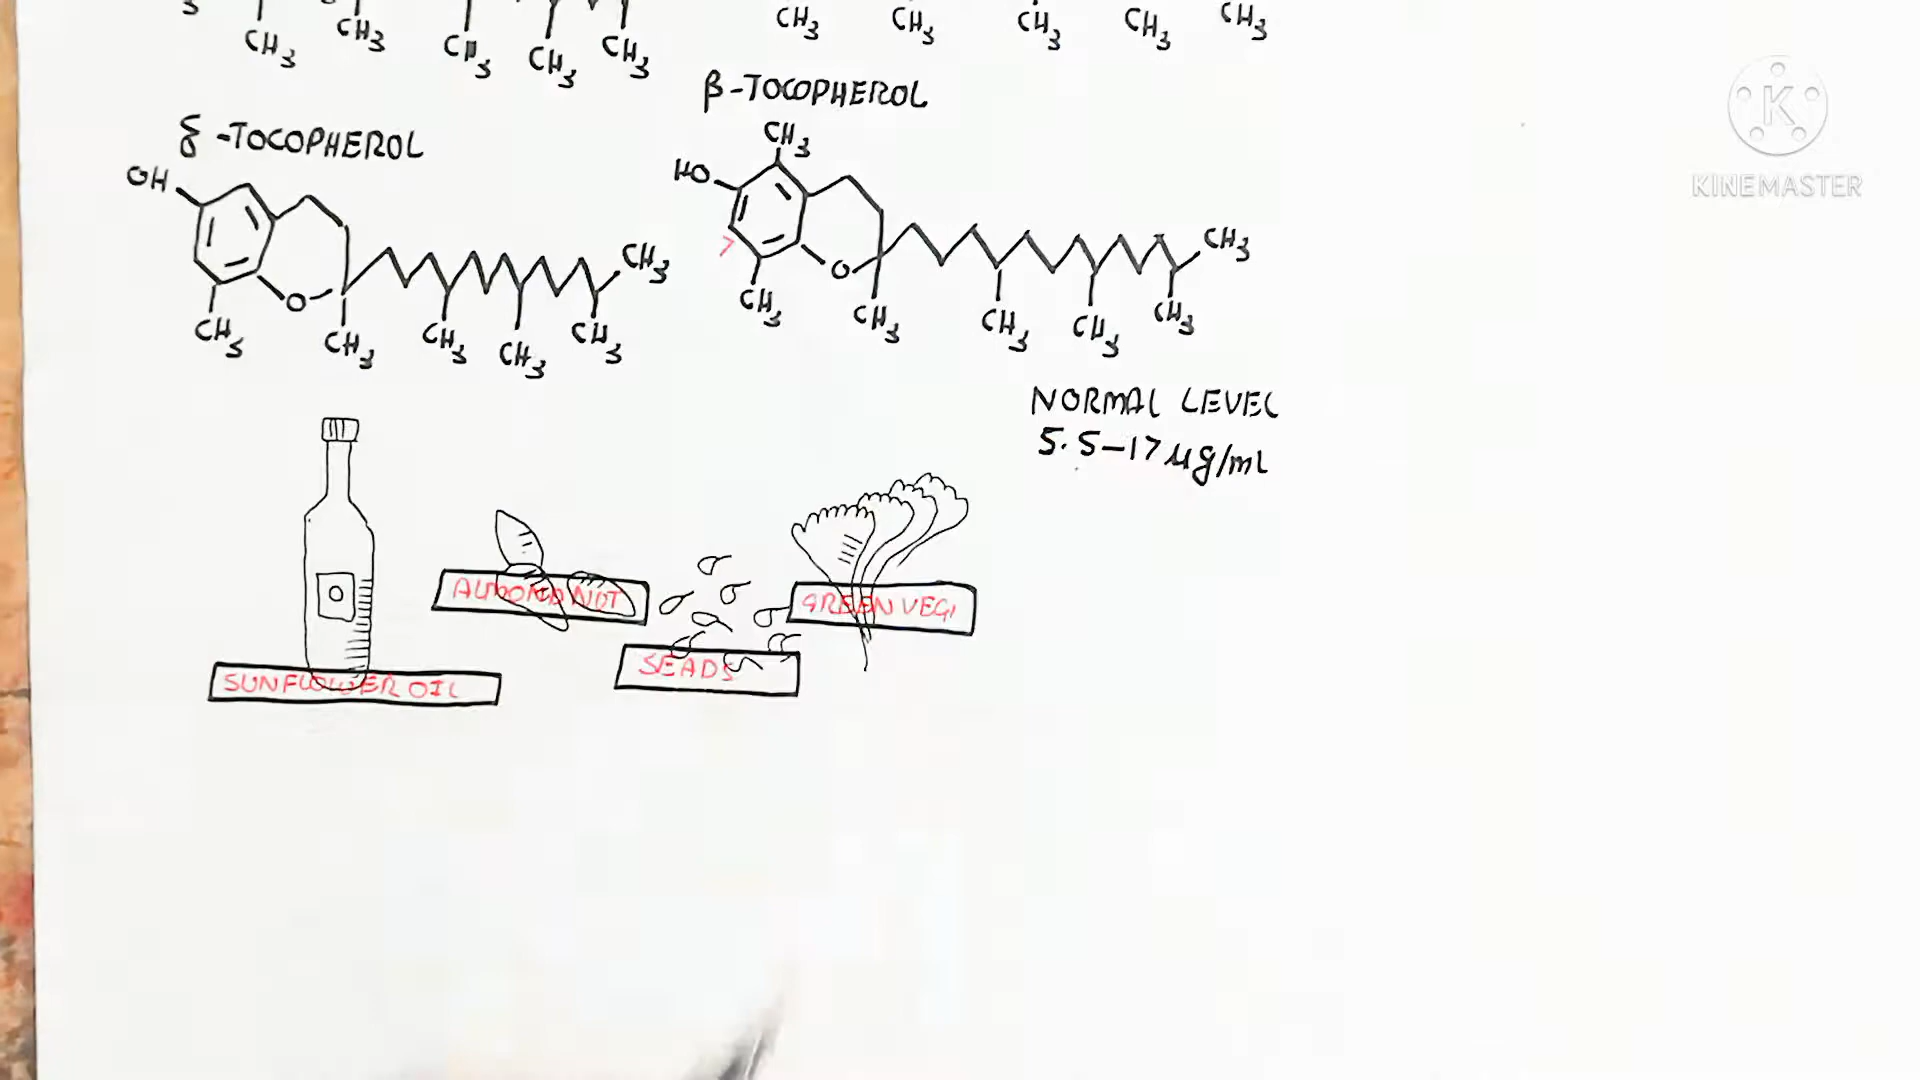 CH3 CH3 CH3 CH3 CH3
CH3 CH3 CH3 CH3 CH3
δ-TOCOPHEROL
OH
CH3
CH3 CH3 CH3 CH3
CH3
β-TOCOPHEROL
CH3
HO
7
O
CH3
CH3 CH3 CH3 CH3
CH3
O
NORMAL LEVEL
5.5-17 μg/ml
ALMOND NUT
GREEN VEGI
SEADS
SUNFLOWER OIL
K
KINEMASTER